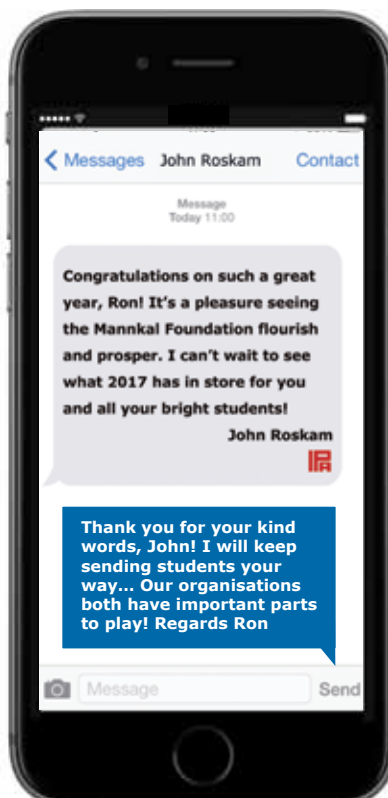 Messages John Roskam Contact
Message
Today 11:00
Congratulations on such a great
year, Ron! It's a pleasure seeing
the Mannkal Foundation flourish
and prosper. I can't wait to see
what 2017 has in store for you
and all your bright students!
John Roskam
IPA
Thank you for your kind
words, John! I will keep
sending students your
way... Our organisations
both have important parts
to play! Regards Ron
Message Send